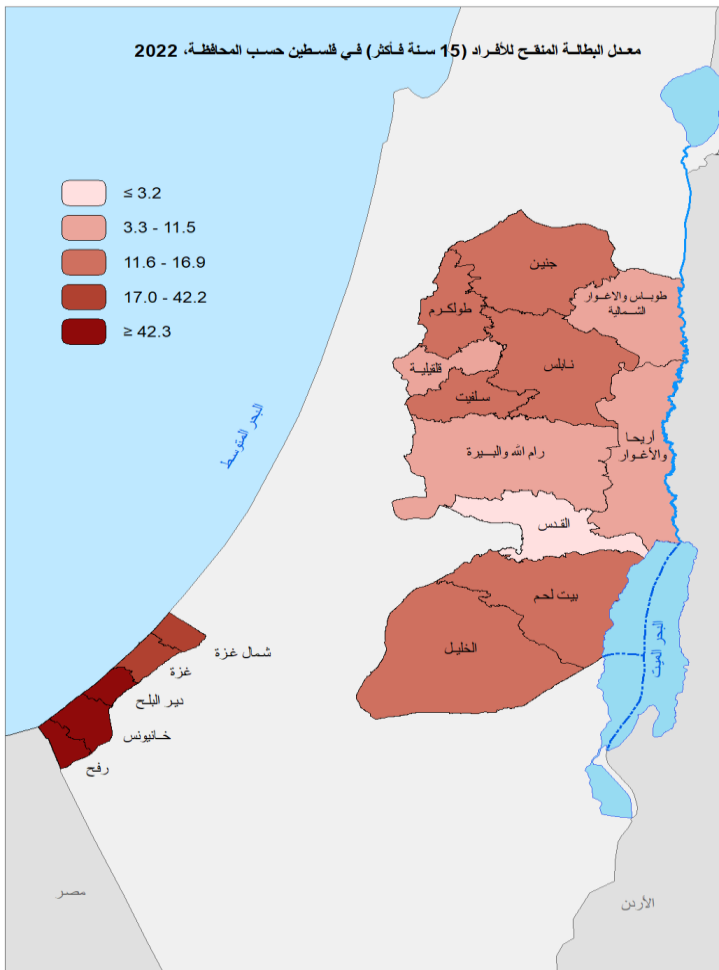 معدل البطالة المنقح للأفراد (15 سنة فأكثر) في فلسطين حسب المحافظة، 2022
≤ 3.2
3.3 - 11.5
11.6 - 16.9
17.0 - 42.2
≥ 42.3
جنين
طوباس والاغوار
الشمالية
طولكرم
نابلس
قلقيلية
سلفيت
أريحا
والأغوار
رام الله والبيرة
القدس
بيت لحم
الخليل
البحر المتوسط
البحر الميت
شمال غزة
غزة
دير البلح
خانيونس
رفح
مصر
الأردن